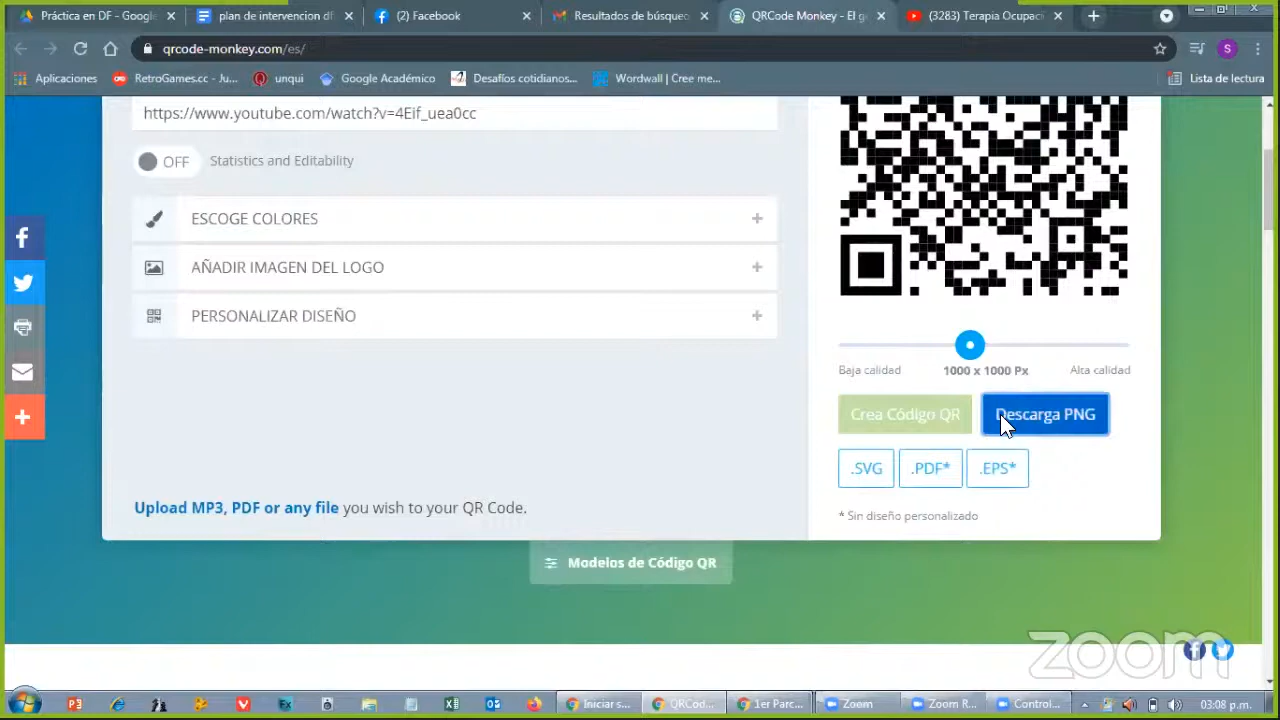 Práctica en DF - Google
plan de intervencion df
(2) Facebook
Resultados de búsque
QRCode Monkey - El g
(3283) Terapia Ocupac
qrcode-monkey.com/es/
S
Aplicaciones
RetroGames.cc - Ju...
unqui
Google Académico
Desafíos cotidianos...
Wordwall | Cree me...
Lista de lectura
https://www.youtube.com/watch?v=4Eif_uea0cc
OFF Statistics and Editability
ESCOGE COLORES +
AÑADIR IMAGEN DEL LOGO +
PERSONALIZAR DISEÑO +
Upload MP3, PDF or any file you wish to your QR Code.
Baja calidad 1000 x 1000 Px Alta calidad
Crea Código QR Descarga PNG
.SVG .PDF* .EPS*
* Sin diseño personalizado
Modelos de Código QR
zoom
Iniciar s...
QRCod...
1er Parc...
Zoom
Zoom R...
Control...
03:08 p.m.